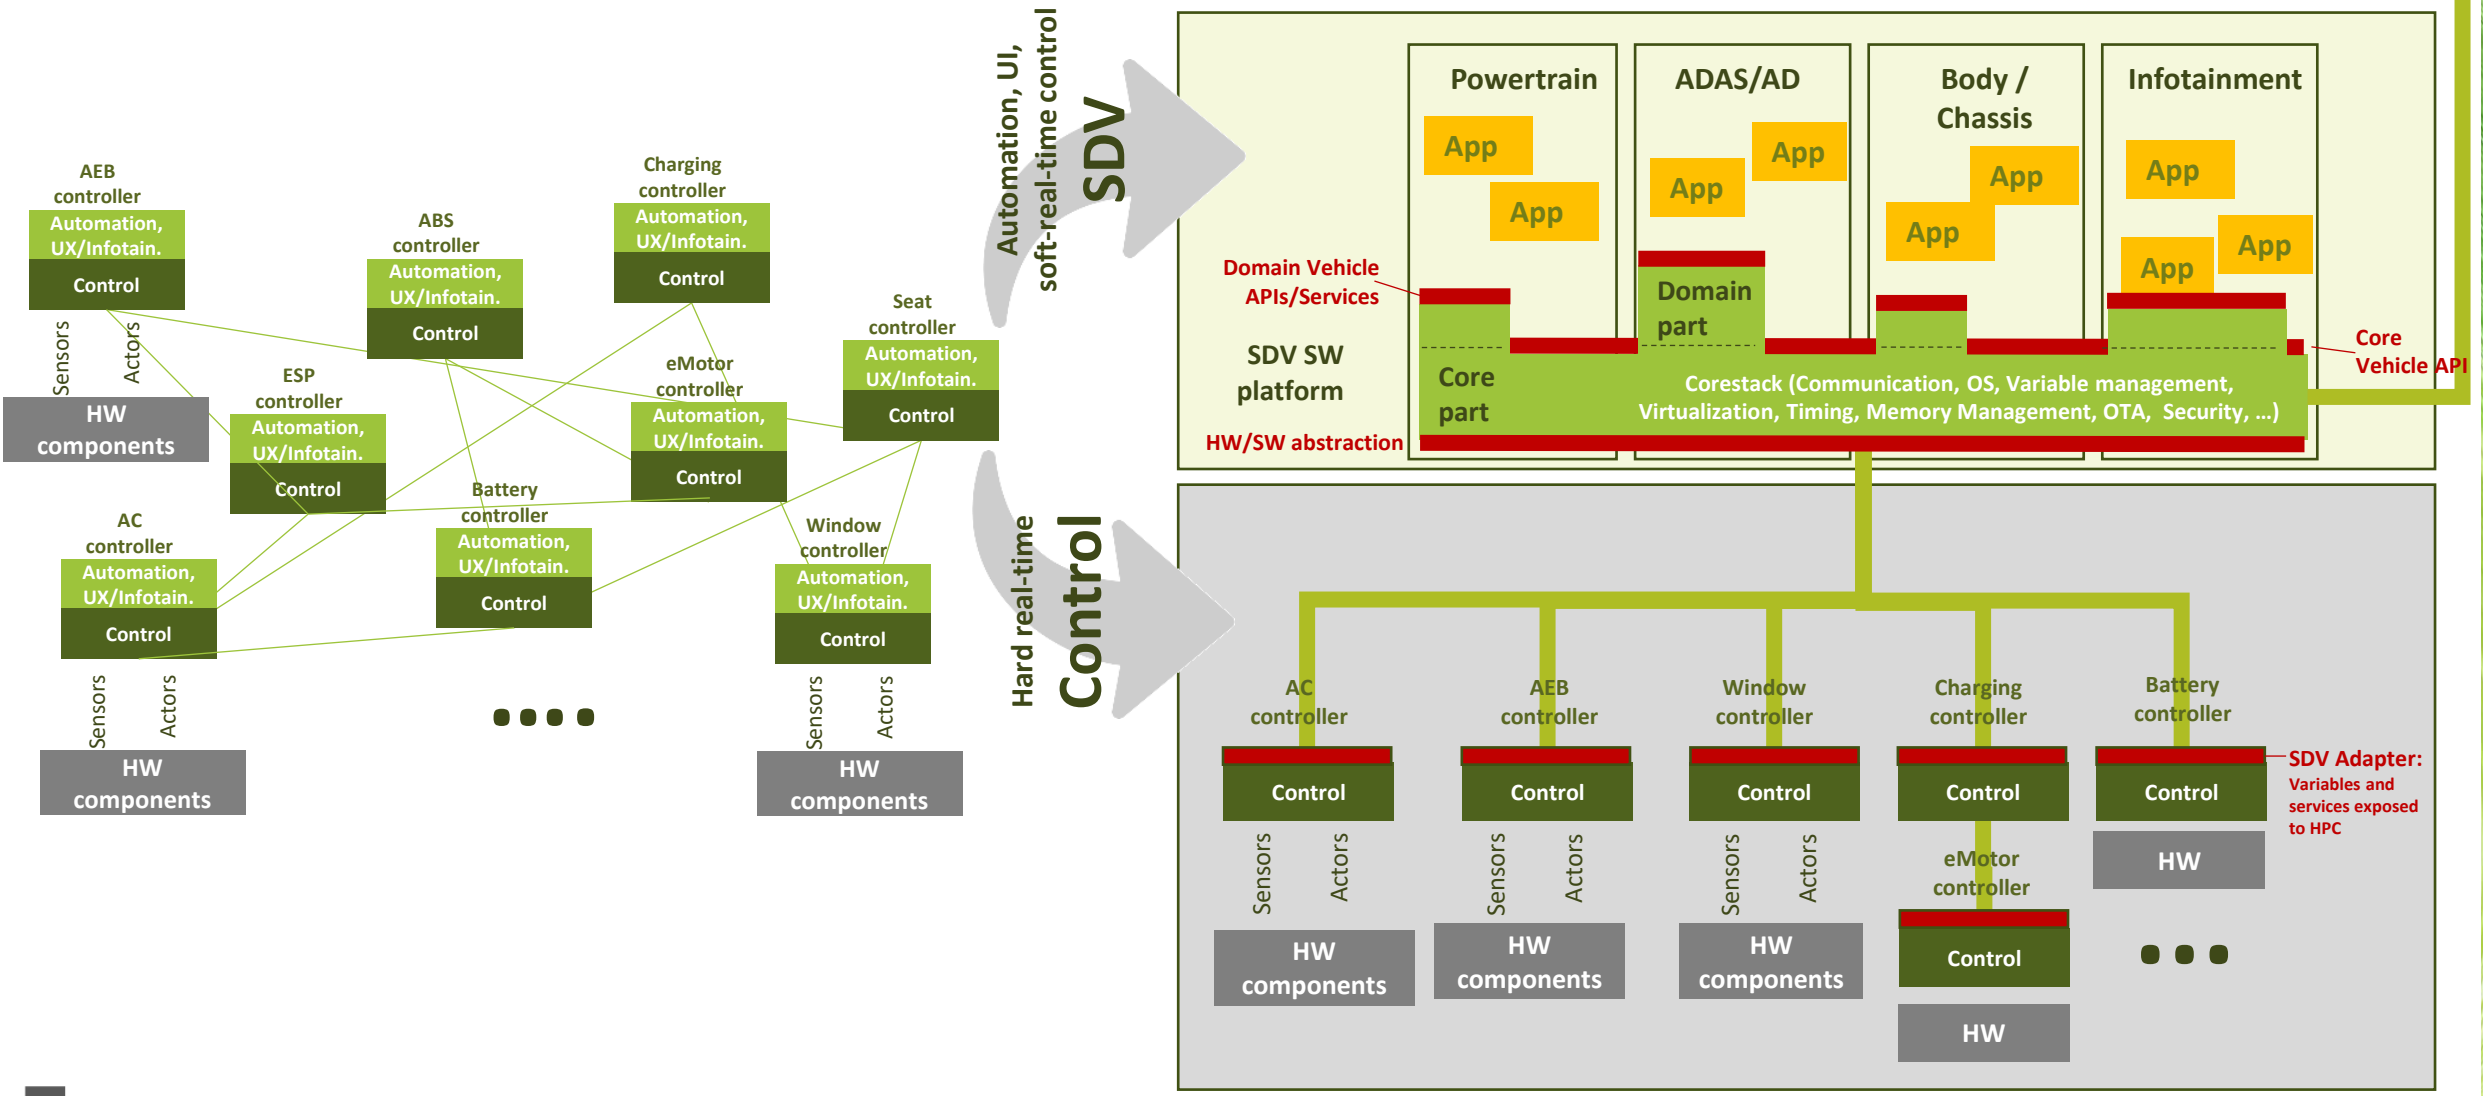 AEB
controller
Automation,
UX/Infotain.
Control
Sensors
Actors
HW
components
ABS
controller
Automation,
UX/Infotain.
Control
Charging
controller
Automation,
UX/Infotain.
Control
Seat
controller
Automation,
UX/Infotain.
Control
ESP
controller
Automation,
UX/Infotain.
Control
eMotor
controller
Automation,
UX/Infotain.
Control
AC
controller
Automation,
UX/Infotain.
Control
Sensors
Actors
HW
components
Battery
controller
Automation,
UX/Infotain.
Control
Window
controller
Automation,
UX/Infotain.
Control
Sensors
Actors
HW
components
Automation, UI,
soft-real-time control
SDV
Hard real-time
Control
Powertrain
App
App
ADAS/AD
App
App
Body /
Chassis
App
App
Infotainment
App
App
App
Domain Vehicle
APIs/Services
Domain
part
SDV SW
platform
Core
Vehicle API
Core
part
Corestack (Communication, OS, Variable management,
Virtualization, Timing, Memory Management, OTA, Security, ...)
HW/SW abstraction
AC
controller
Control
Sensors
Actors
HW
components
AEB
controller
Control
Sensors
Actors
HW
components
Window
controller
Control
Sensors
Actors
HW
components
Charging
controller
Control
eMotor
controller
Control
HW
Battery
controller
Control
HW
SDV Adapter:
Variables and
services exposed
to HPC